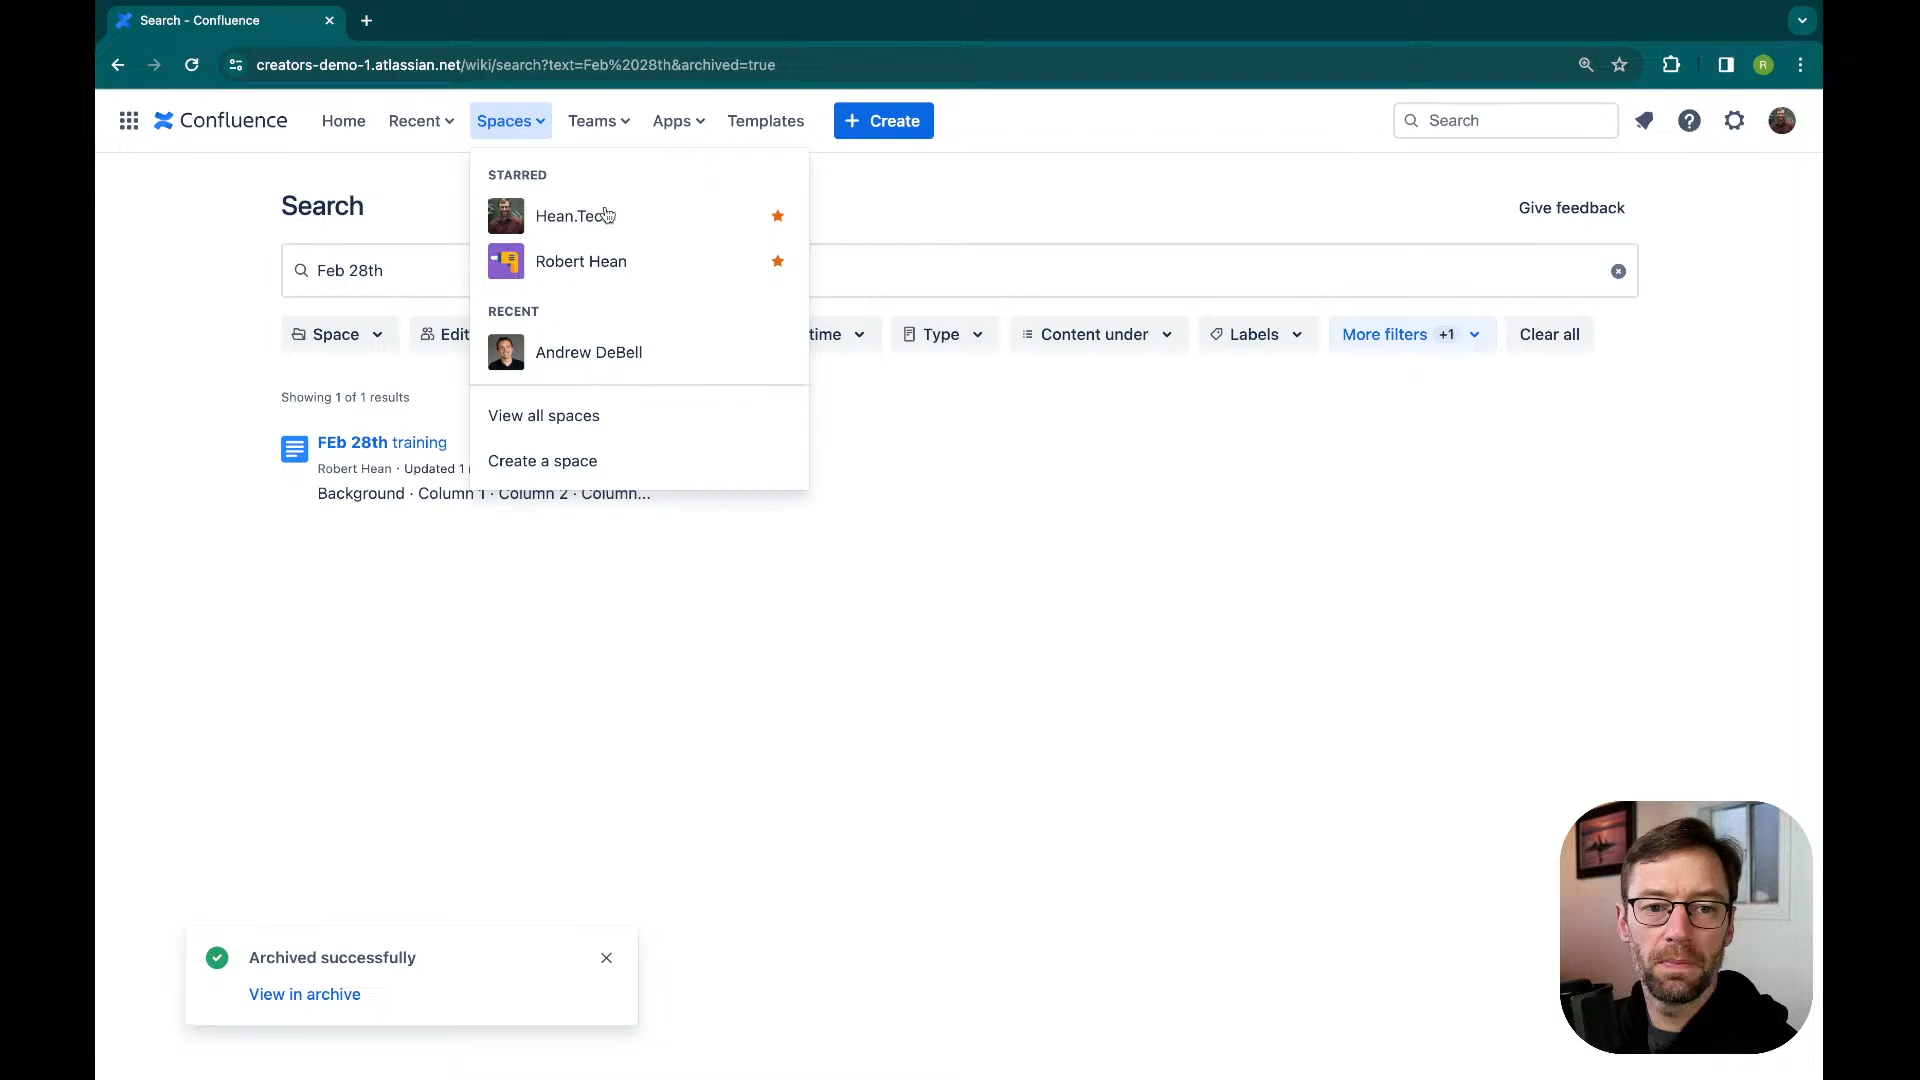 Search - Confluence
creators-demo-1.atlassian.net/wiki/search?text=Feb%2028th&archived=true
R
Confluence
Home
Recent
Spaces
Teams
Apps
Templates
+ Create
Search
Search
Give feedback
STARRED
Hean.Tec
Robert Hean
RECENT
Andrew DeBell
View all spaces
Create a space
Feb 28th
Space
Edit
time
Type
Content under
Labels
More filters +1
Clear all
Showing 1 of 1 results
FEb 28th training
Robert Hean · Updated 1
Background · Column 1 · Column 2 · Column...
Archived successfully
View in archive